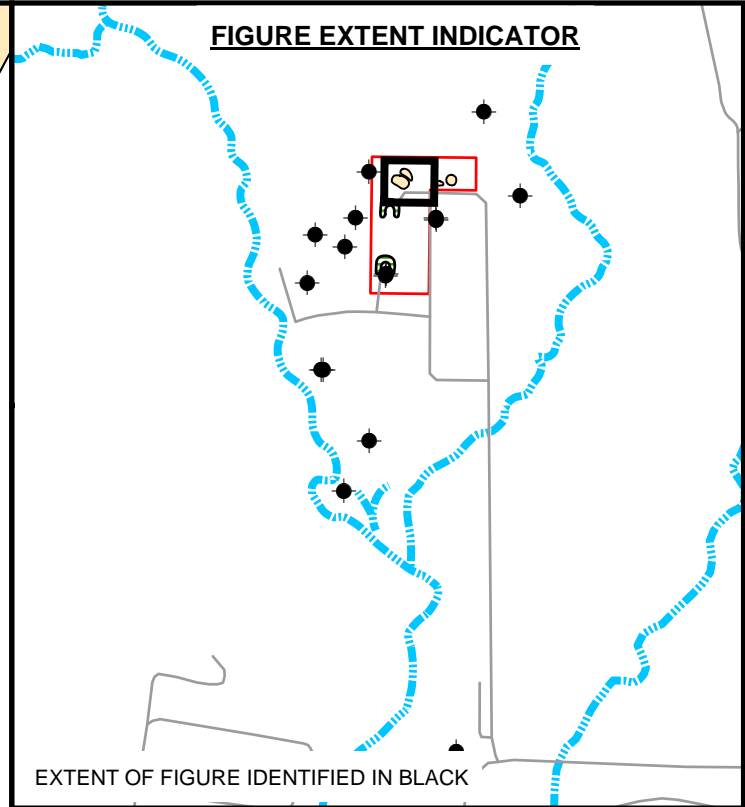 FIGURE EXTENT INDICATOR
EXTENT OF FIGURE IDENTIFIED IN BLACK